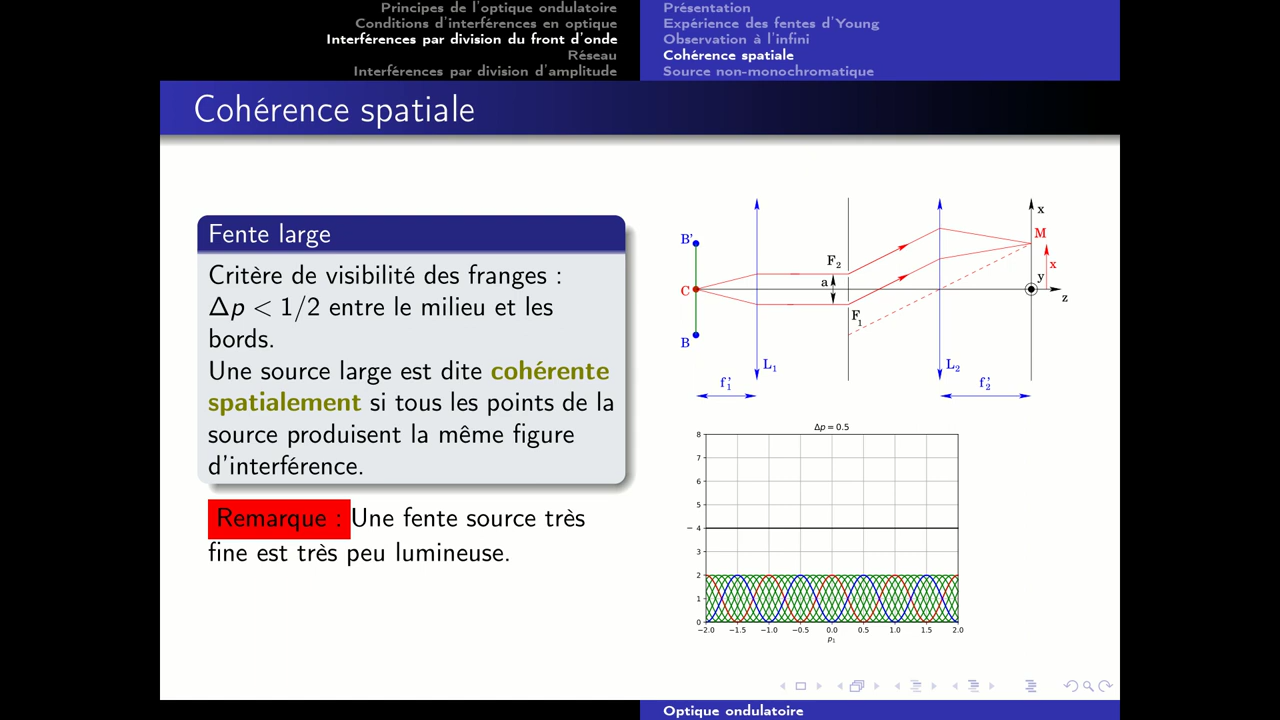 Principes de l'optique ondulatoire
Conditions d'interférences en optique
Interférences par division du front d'onde
Réseau
Interférences par division d'amplitude
Présentation
Expérience des fentes d'Young
Observation à l'infini
Cohérence spatiale
Source non-monochromatique
Cohérence spatiale
Fente large
Critère de visibilité des franges :
Δp < 1/2 entre le milieu et les
bords.
Une source large est dite cohérente
spatialement si tous les points de la
source produisent la même figure
d'interférence.
Remarque : Une fente source très
fine est très peu lumineuse.
B'
C
B
L1
f1'
F2
a
F1
L2
f2'
x
M
x
y
z
Δp = 0.5
8
7
6
5
4
3
2
1
0
−2.0 −1.5 −1.0 −0.5 0.0 0.5 1.0 1.5 2.0
p1
Optique ondulatoire